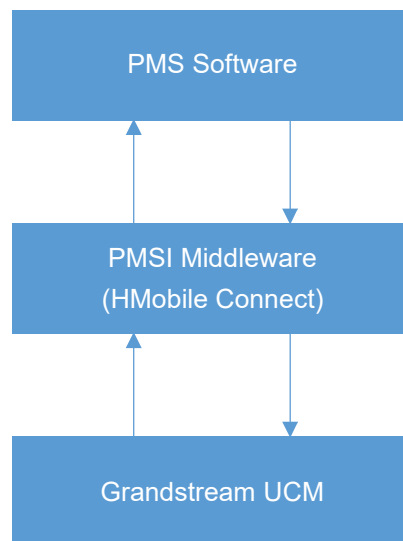 PMS Software
PMSI Middleware
(HMobile Connect)
Grandstream UCM